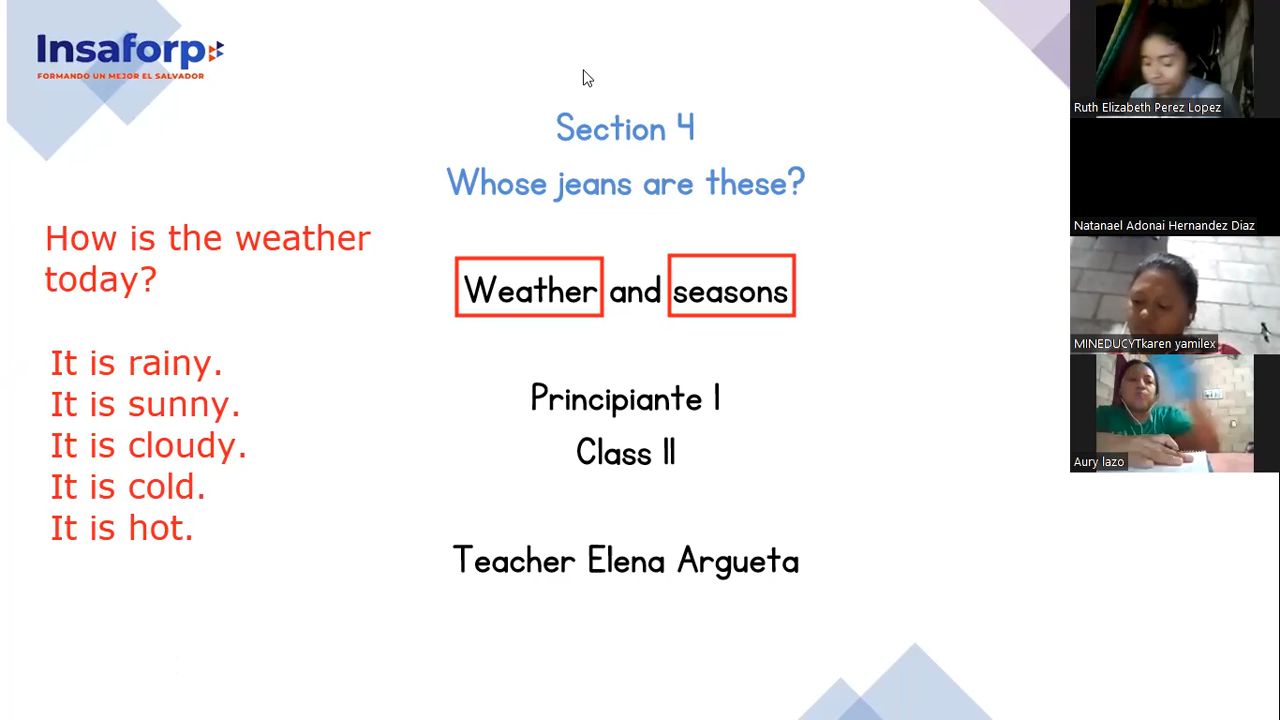 Insaforp
FORMANDO UN MEJOR EL SALVADOR
Section 4
Whose jeans are these?
How is the weather
today?
Weather and seasons
It is rainy.
It is sunny.
It is cloudy.
It is cold.
It is hot.
Principiante I
Class II
Teacher Elena Argueta
Ruth Elizabeth Perez Lopez
Natanael Adonai Hernandez Diaz
MINEDUCYTkaren yamilex
Aury lazo